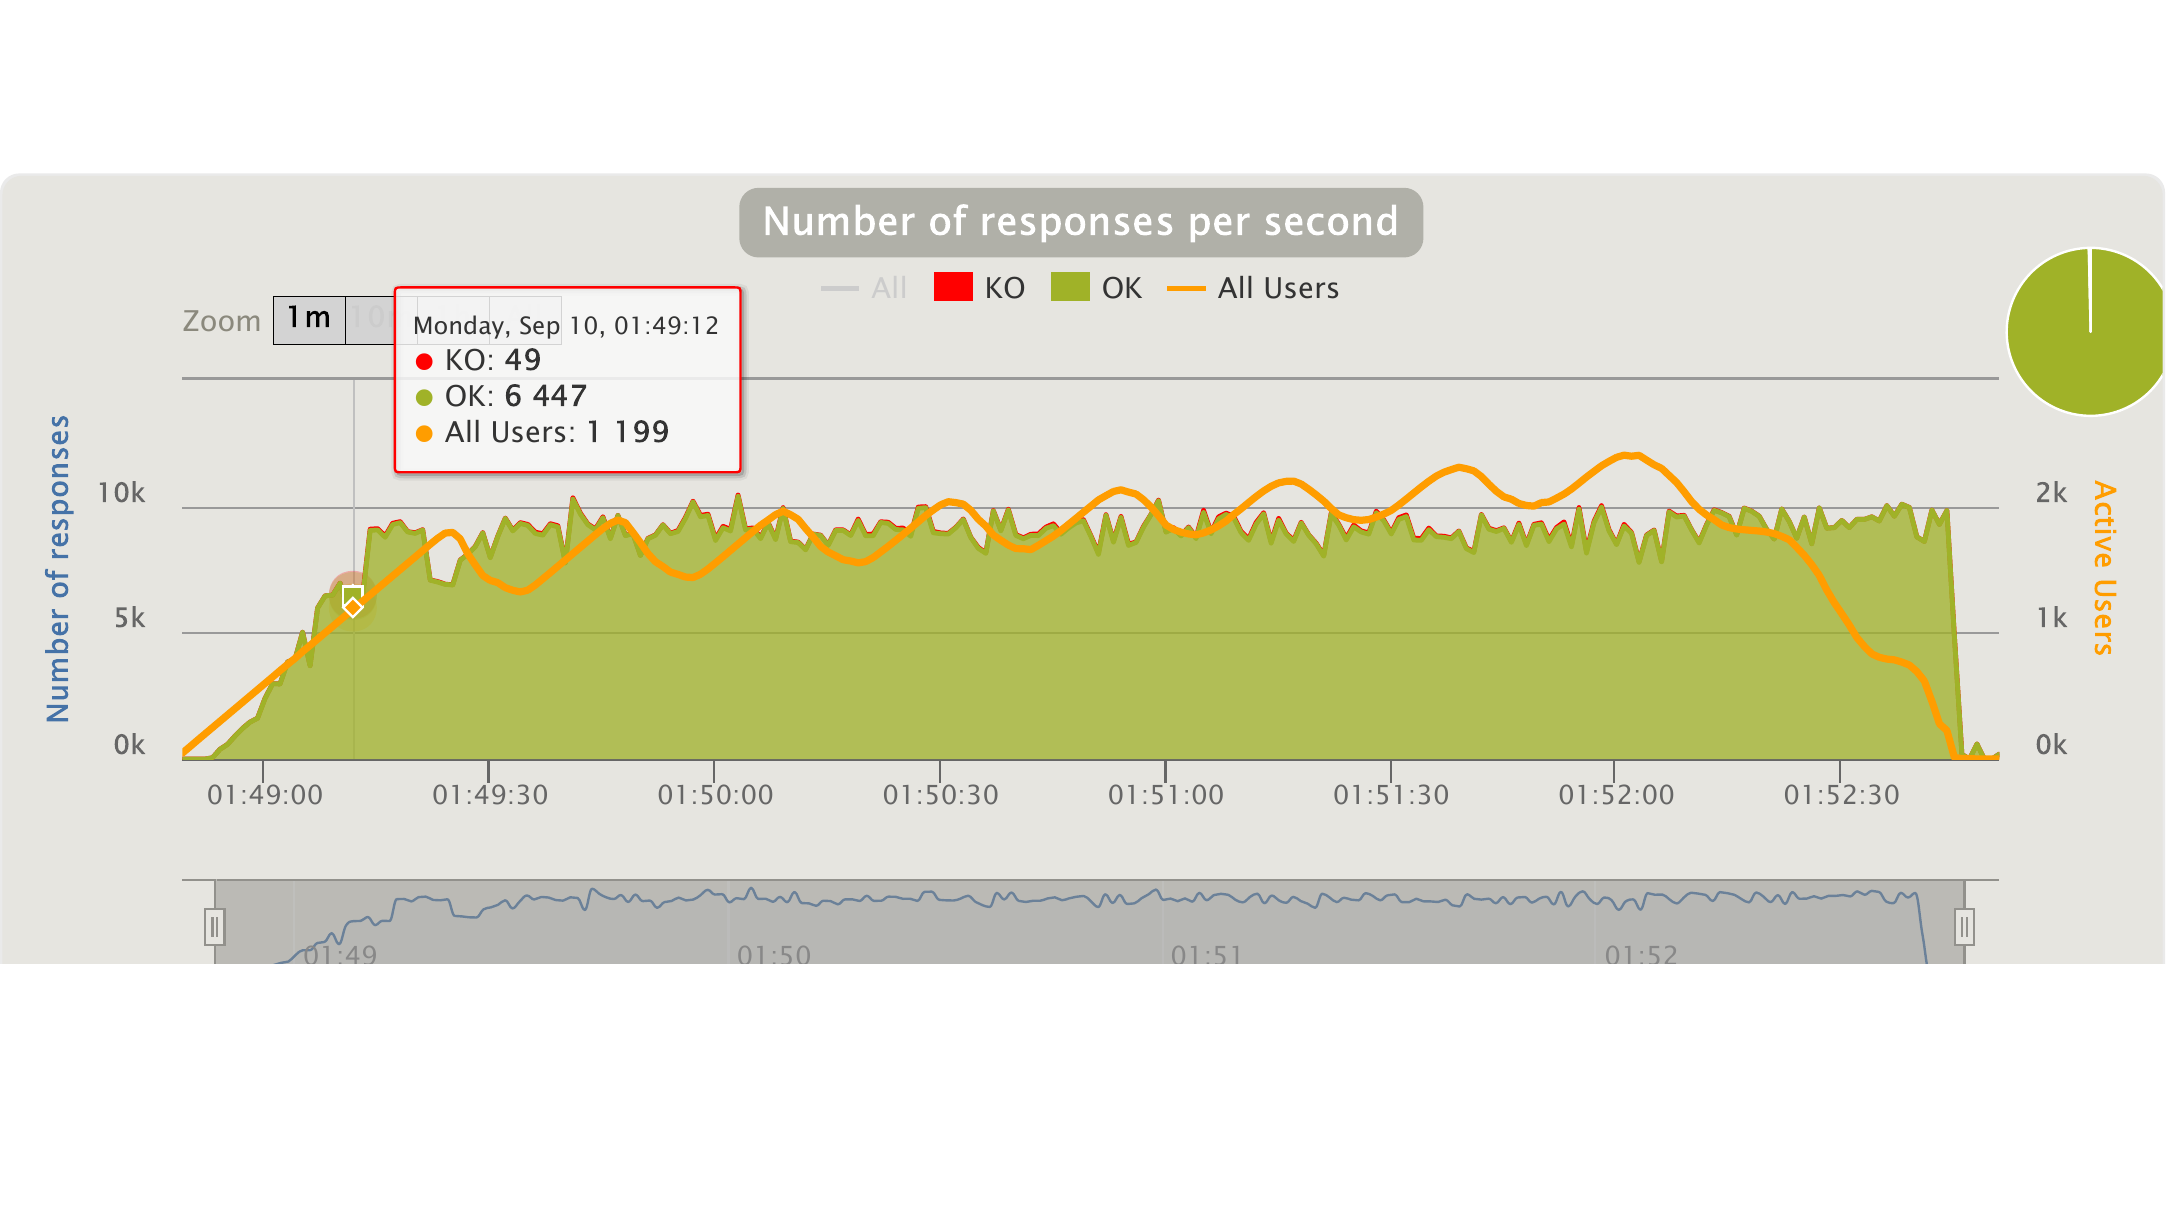 Number of responses per second
All KO OK All Users
Zoom 1m 10m
Monday, Sep 10, 01:49:12
KO: 49
OK: 6 447
All Users: 1 199
Number of responses
10k
5k
0k
2k
1k
0k
Active Users
01:49:00 01:49:30 01:50:00 01:50:30 01:51:00 01:51:30 01:52:00 01:52:30
01:49 01:50 01:51 01:52